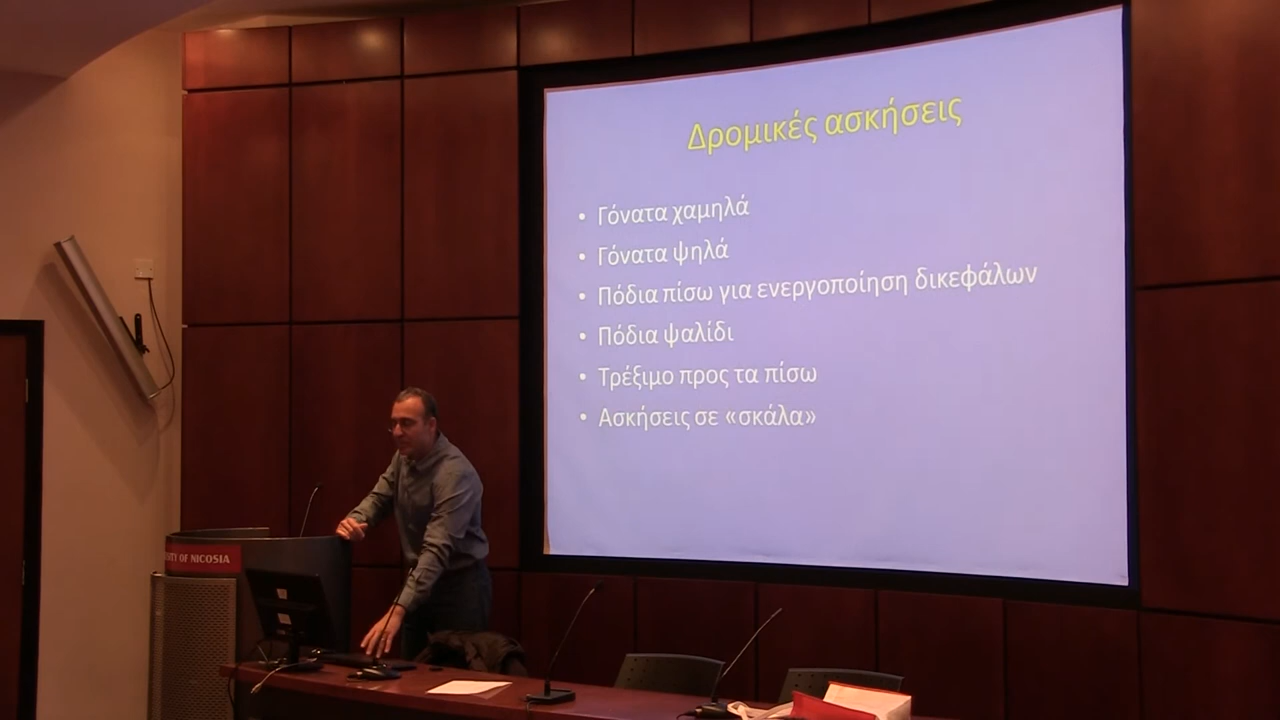 Δρομικές ασκήσεις
• Γόνατα χαμηλά
• Γόνατα ψηλά
• Πόδια πίσω για ενεργοποίηση δικεφάλων
• Πόδια ψαλίδι
• Τρέξιμο προς τα πίσω
• Ασκήσεις σε «σκάλα»
OF NICOSIA